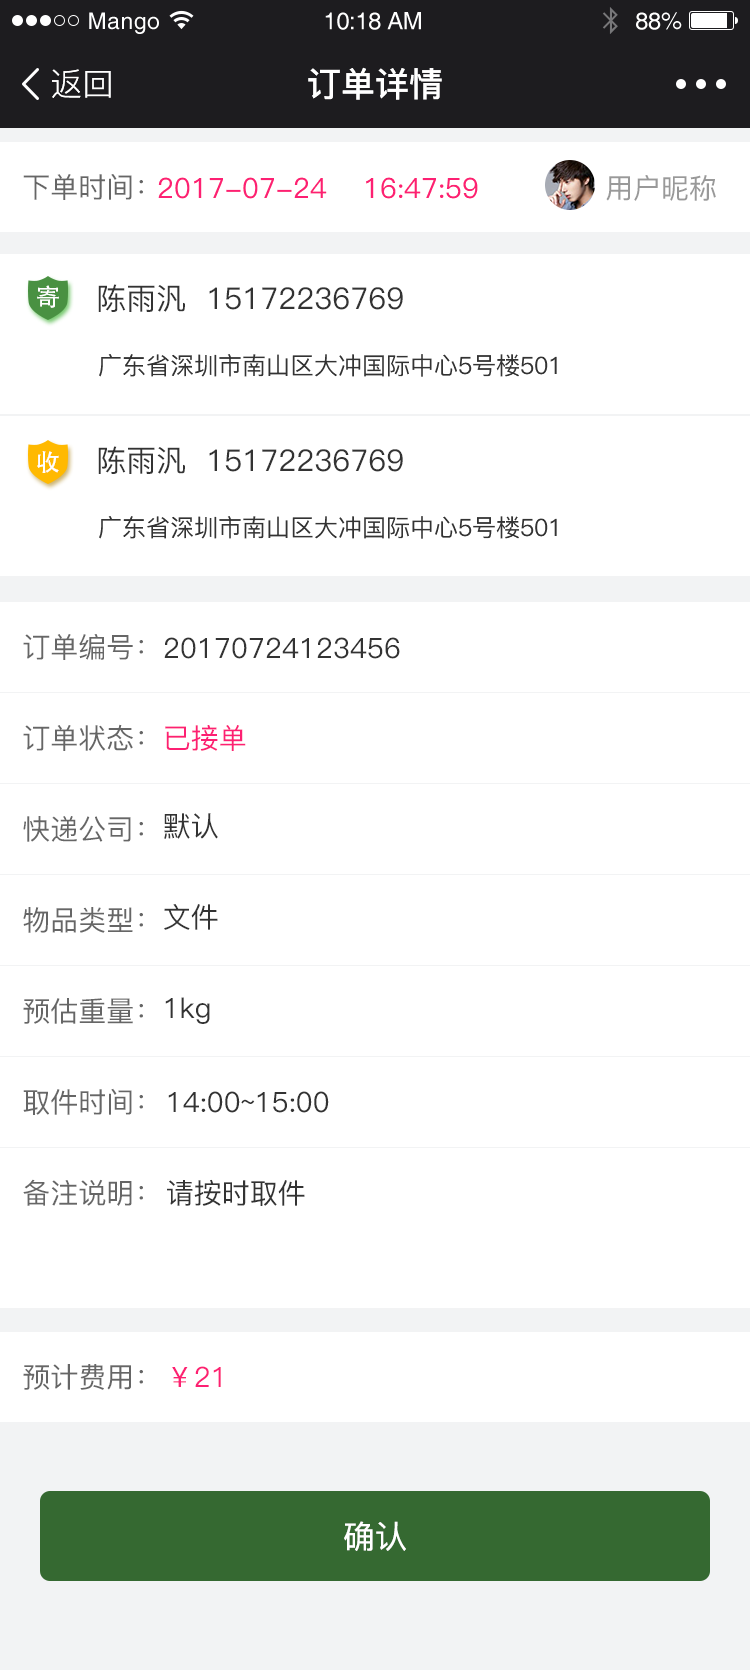 Mango 10:18 AM 88%
返回 订单详情
下单时间：2017-07-24 16:47:59 用户昵称
寄 陈雨汎 15172236769
广东省深圳市南山区大冲国际中心5号楼501
收 陈雨汎 15172236769
广东省深圳市南山区大冲国际中心5号楼501
订单编号：20170724123456
订单状态：已接单
快递公司：默认
物品类型：文件
预估重量：1kg
取件时间：14:00~15:00
备注说明：请按时取件
预计费用：￥21
确认